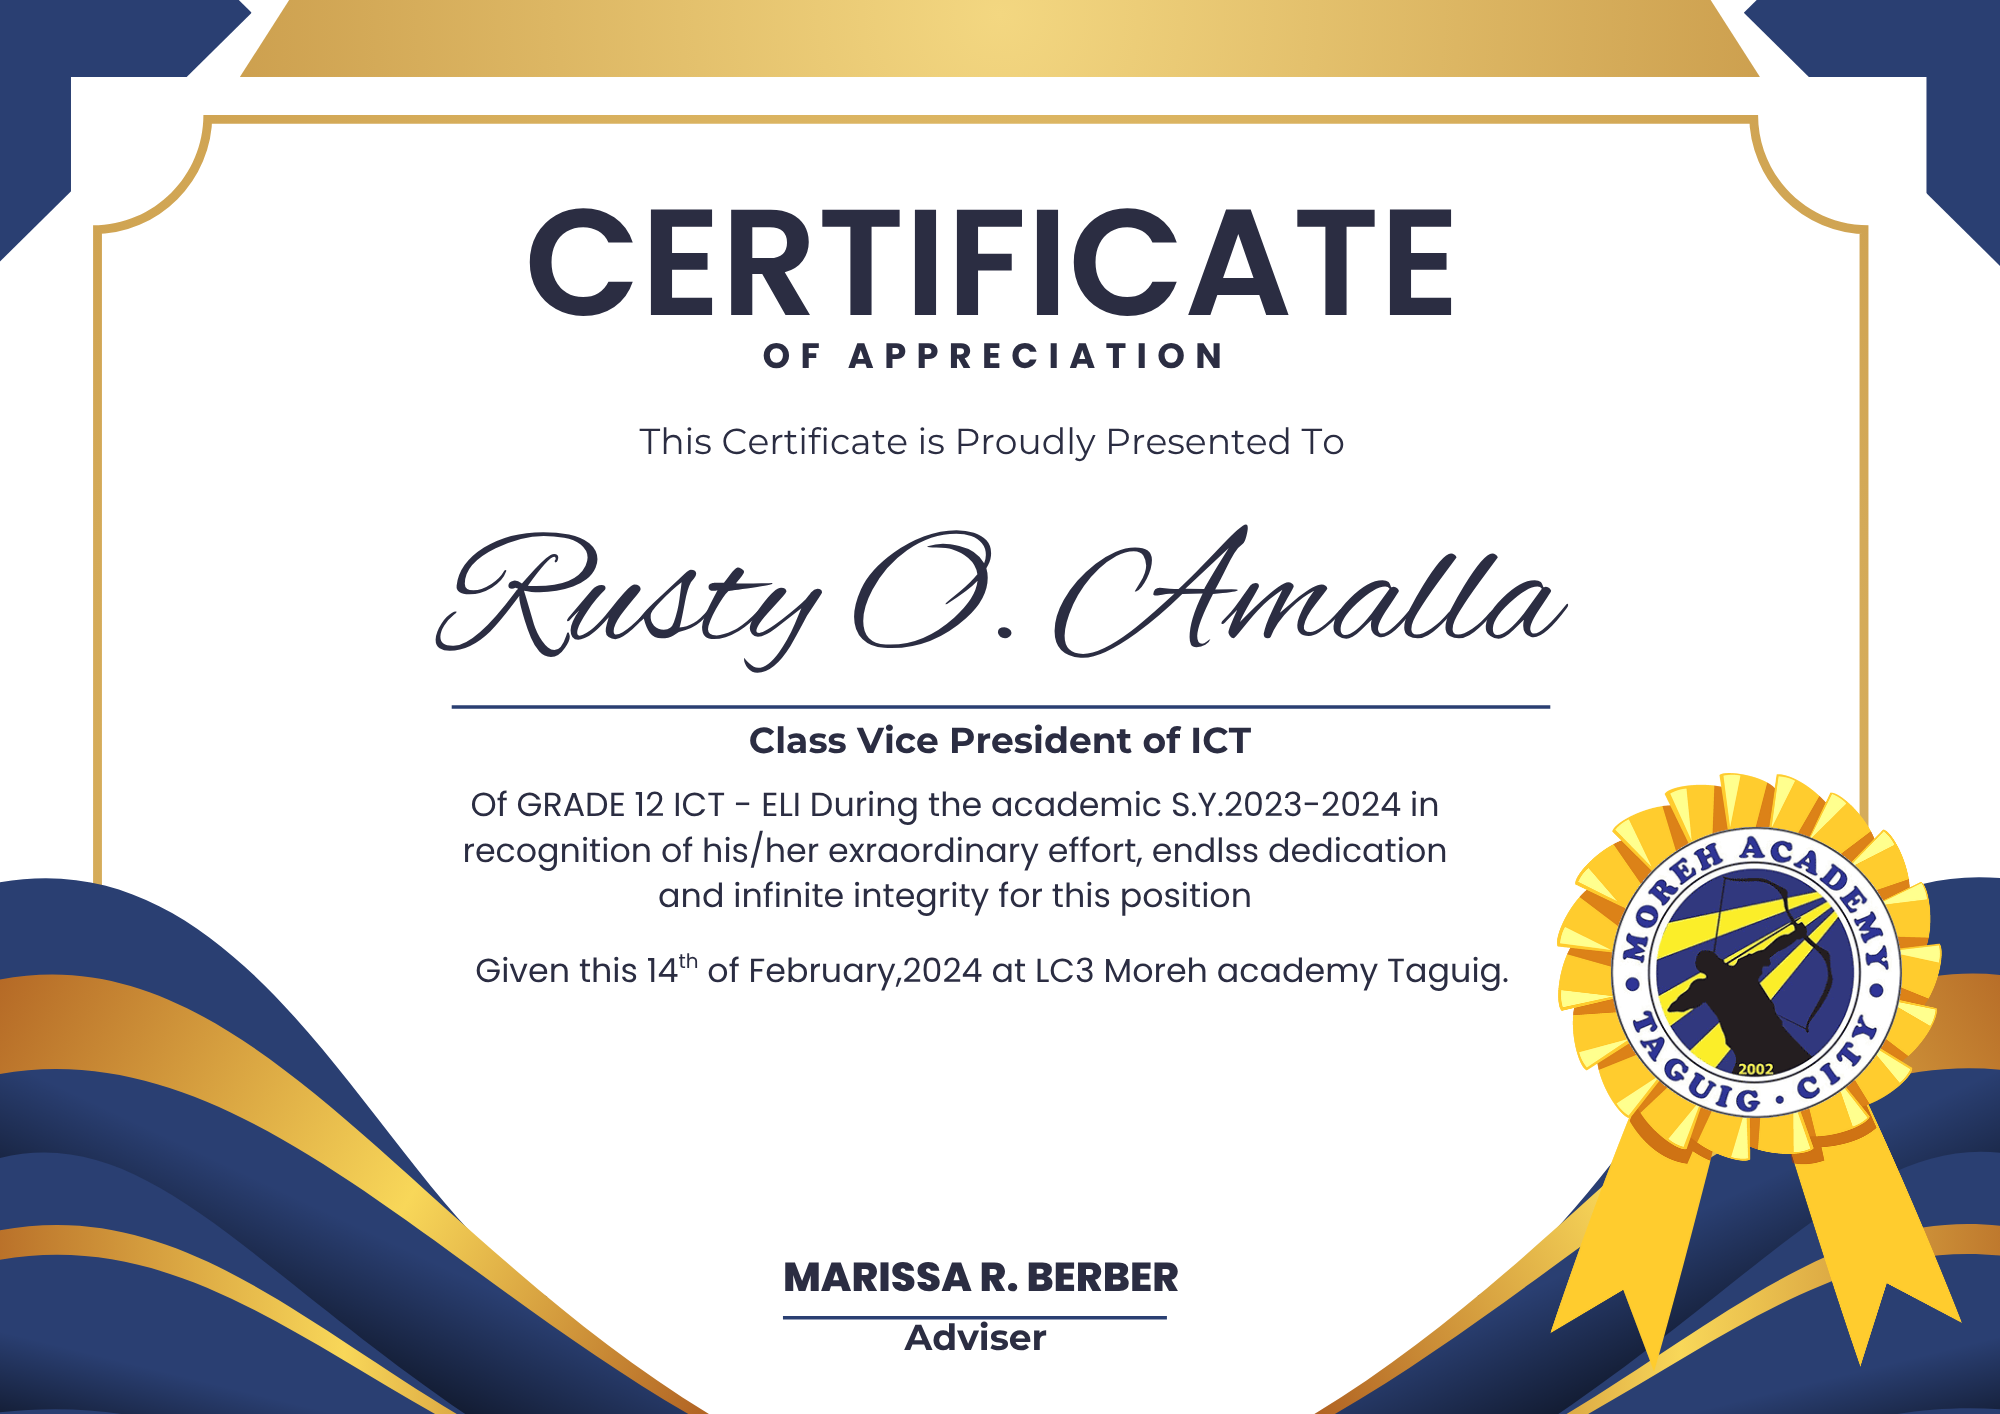 CERTIFICATE
OF APPRECIATION
This Certificate is Proudly Presented To
Rusty O. Amalla
Class Vice President of ICT
Of GRADE 12 ICT - ELI During the academic S.Y.2023-2024 in
recognition of his/her exraordinary effort, endlss dedication
and infinite integrity for this position
Given this 14th of February,2024 at LC3 Moreh academy Taguig.
MOREH ACADEMY
2002
TAGUIG · CITY
MARISSA R. BERBER
Adviser